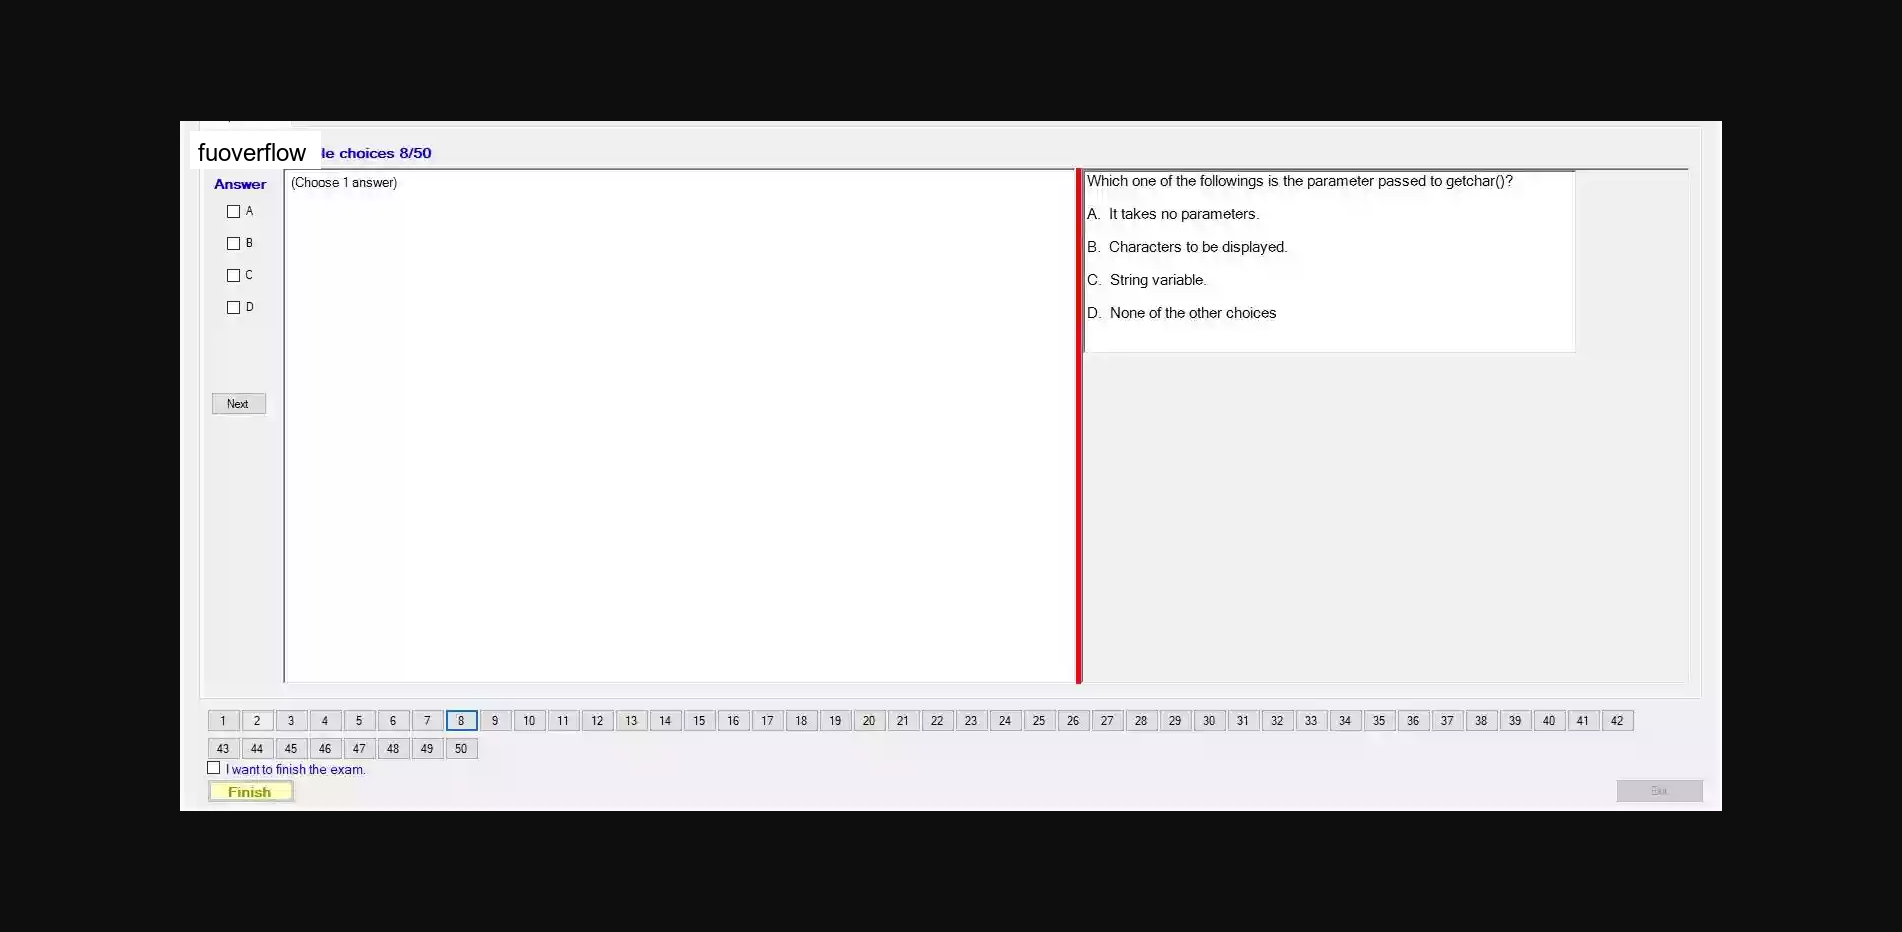 fuoverflow
le choices 8/50
Answer
A
B
C
D
Next
(Choose 1 answer)
Which one of the followings is the parameter passed to getchar()?
A. It takes no parameters.
B. Characters to be displayed.
C. String variable.
D. None of the other choices
1 2 3 4 5 6 7 8 9 10 11 12 13 14 15 16 17 18 19 20 21 22 23 24 25 26 27 28 29 30 31 32 33 34 35 36 37 38 39 40 41 42
43 44 45 46 47 48 49 50
I want to finish the exam.
Finish
Exit